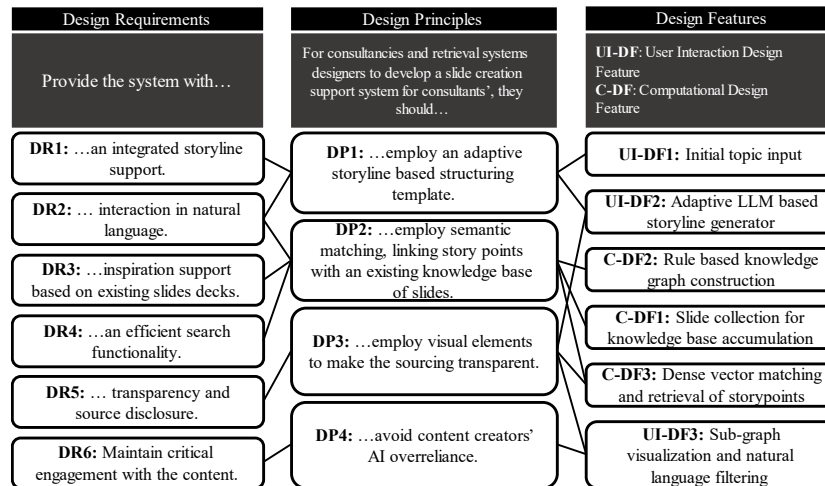 Design Requirements
Provide the system with…
DR1: …an integrated storyline
support.
DR2: … interaction in natural
language.
DR3: …inspiration support
based on existing slides decks.
DR4: …an efficient search
functionality.
DR5: … transparency and
source disclosure.
DR6: Maintain critical
engagement with the content.
Design Principles
For consultancies and retrieval systems
designers to develop a slide creation
support system for consultants’, they
should…
DP1: …employ an adaptive
storyline based structuring
template.
DP2: …employ semantic
matching, linking story points
with an existing knowledge base
of slides.
DP3: …employ visual elements
to make the sourcing transparent.
DP4: …avoid content creators’
AI overreliance.
Design Features
UI-DF: User Interaction Design
Feature
C-DF: Computational Design
Feature
UI-DF1: Initial topic input
UI-DF2: Adaptive LLM based
storyline generator
C-DF2: Rule based knowledge
graph construction
C-DF1: Slide collection for
knowledge base accumulation
C-DF3: Dense vector matching
and retrieval of storypoints
UI-DF3: Sub-graph
visualization and natural
language filtering